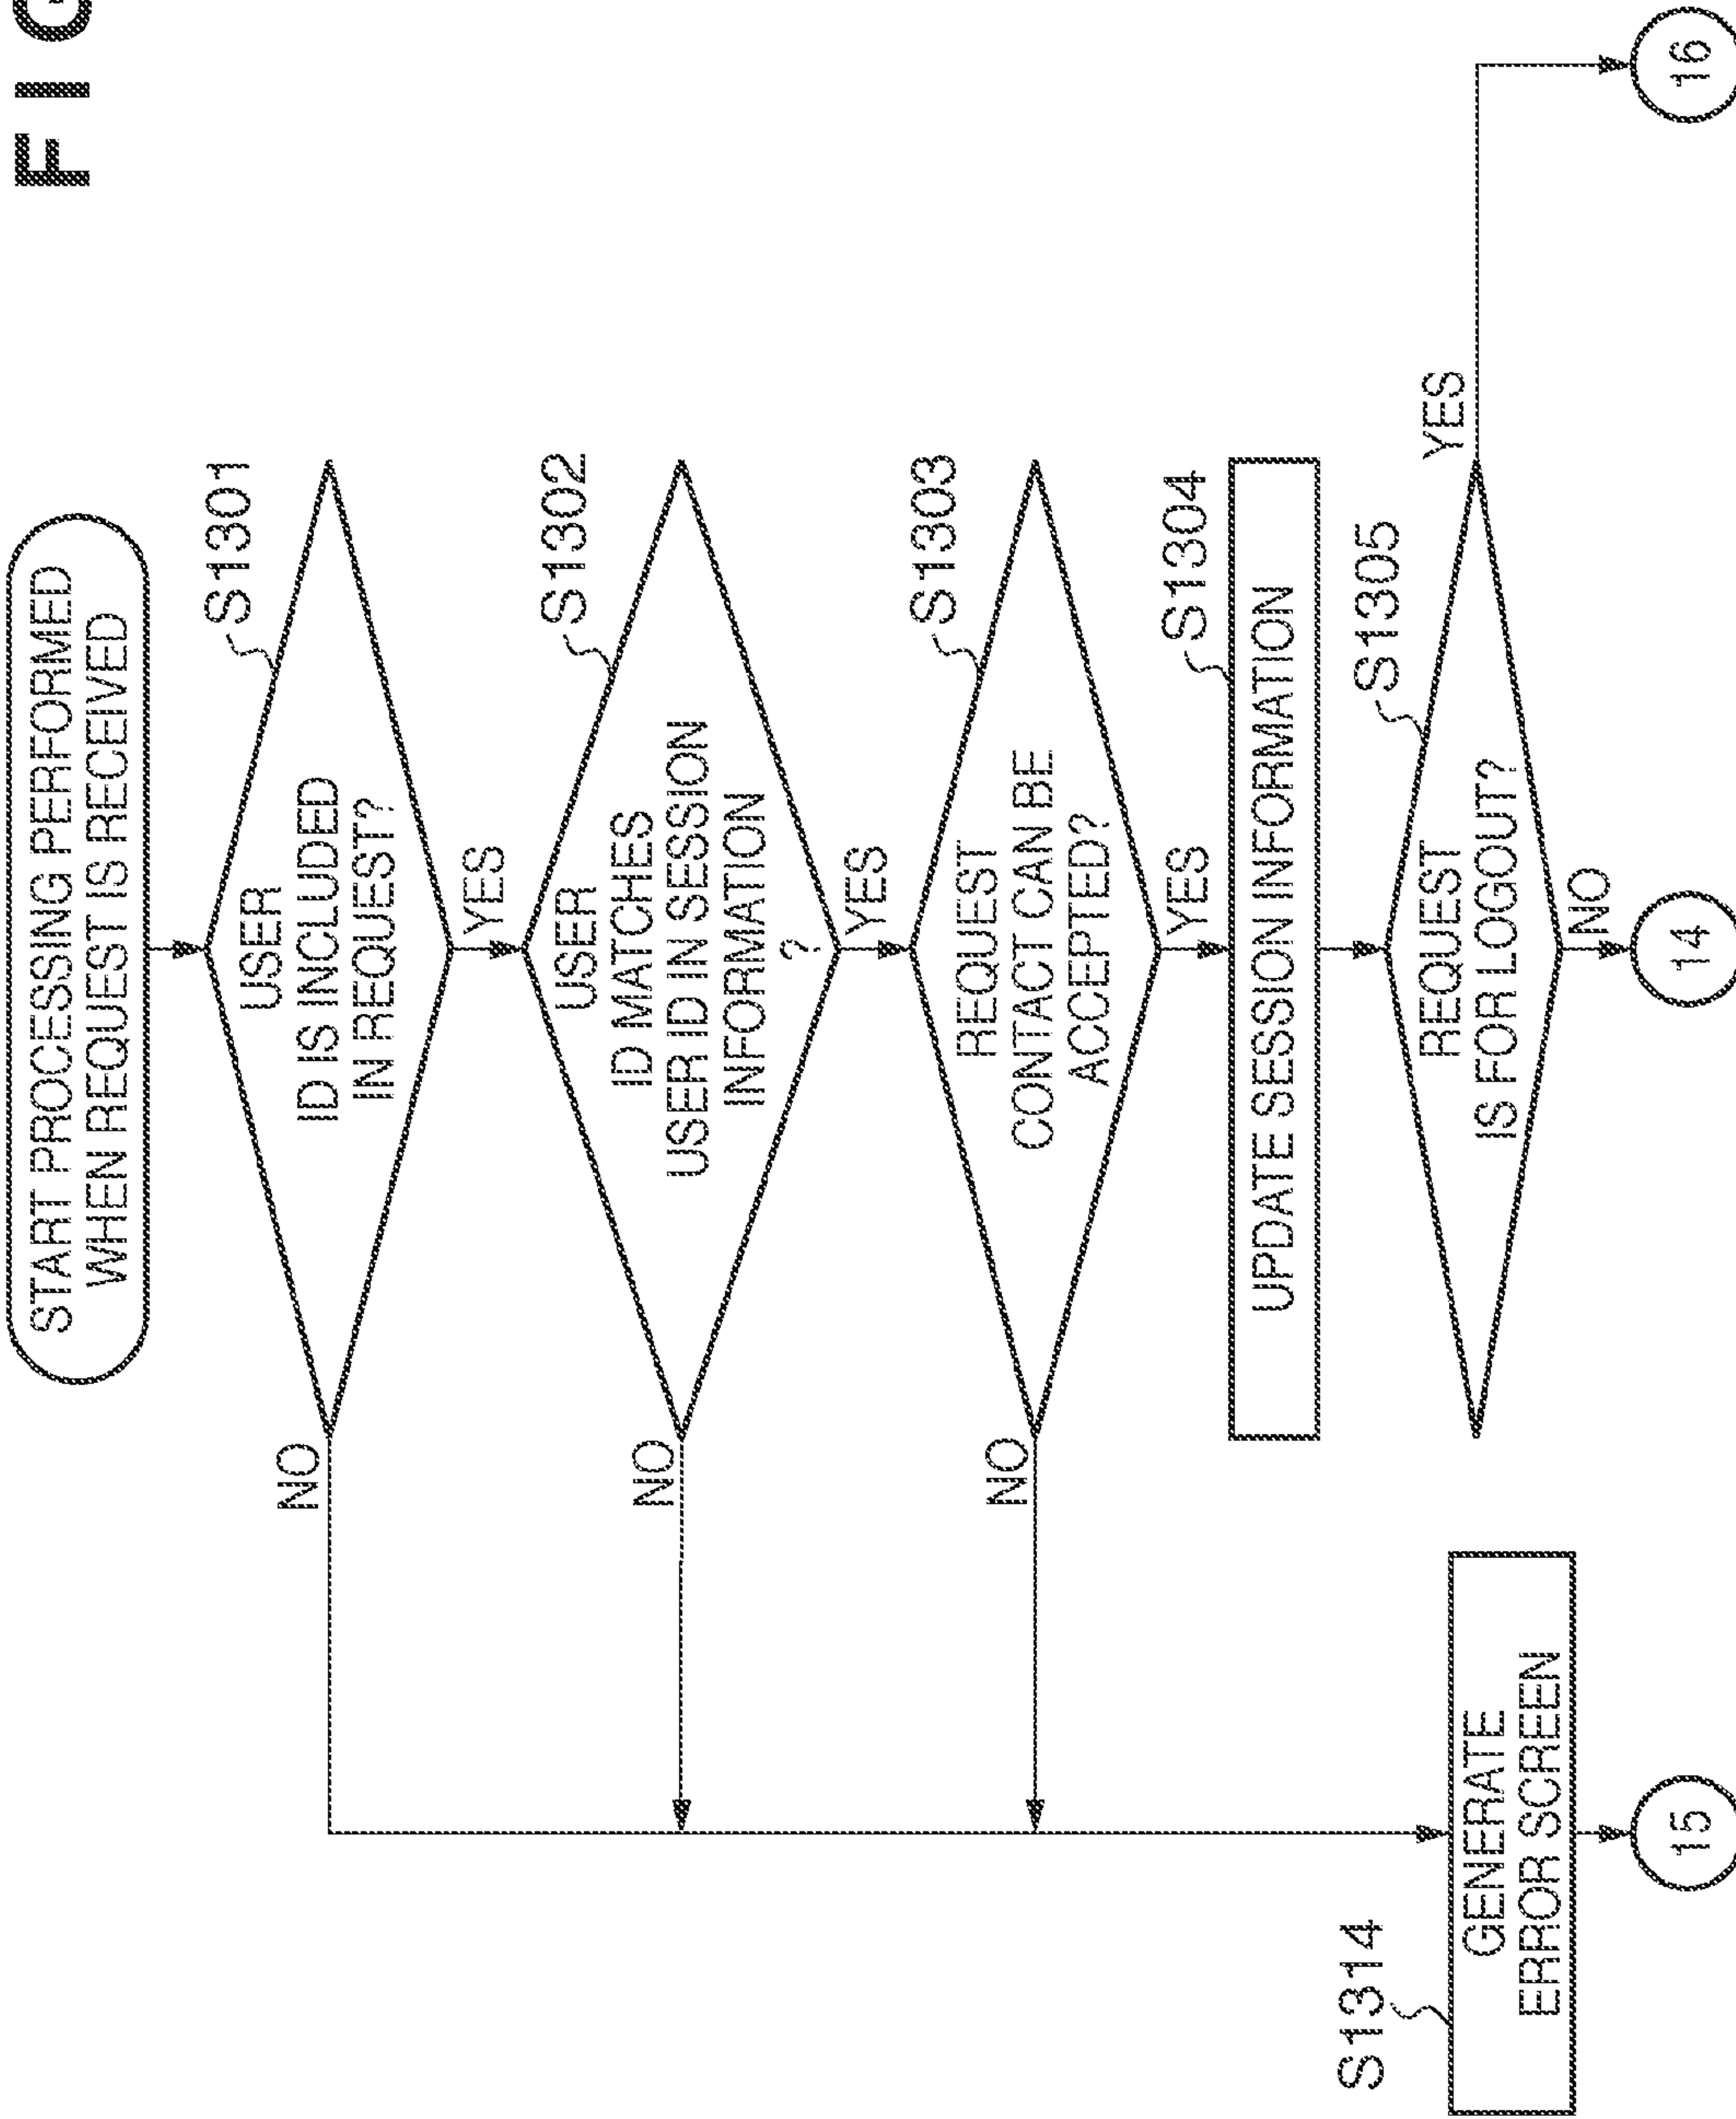 FIG
START PROCESSING PERFORMED
WHEN REQUEST IS RECEIVED
S1301
USER
ID IS INCLUDED
IN REQUEST?
NO
YES
S1302
USER
ID MATCHES
USER ID IN SESSION
INFORMATION
?
NO
YES
S1303
REQUEST
CONTACT CAN BE
ACCEPTED?
NO
YES
S1304
UPDATE SESSION INFORMATION
S1305
REQUEST
IS FOR LOGOUT?
YES
NO
S1314
GENERATE
ERROR SCREEN
15
14
16